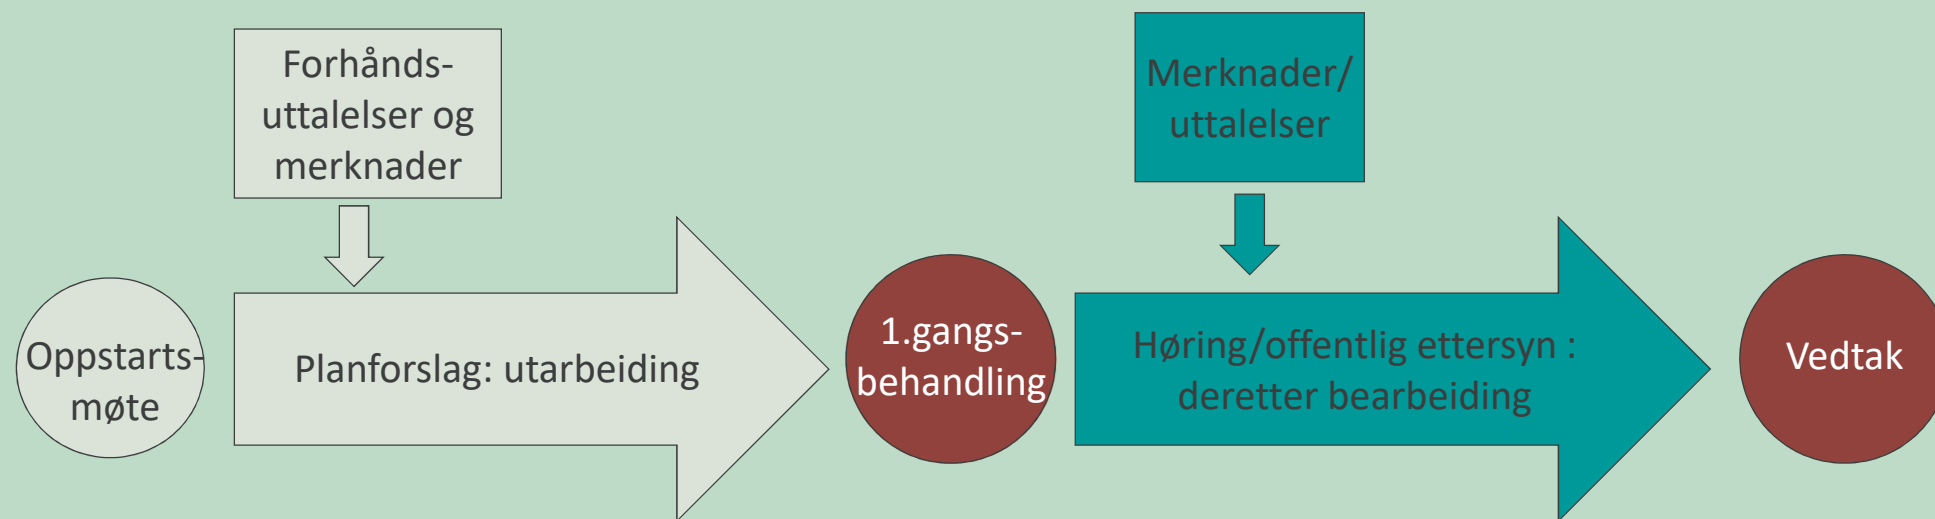 Forhånds-
uttalelser og
merknader
Merknader/
uttalelser
Oppstarts-
møte
Planforslag: utarbeiding
1.gangs-
behandling
Høring/offentlig ettersyn :
deretter bearbeiding
Vedtak